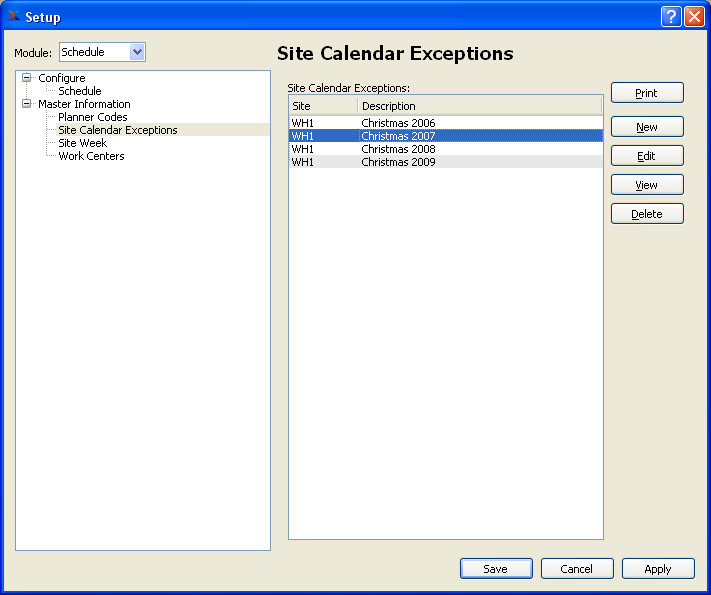 Setup
Module: Schedule
Site Calendar Exceptions
Configure
Schedule
Master Information
Planner Codes
Site Calendar Exceptions
Site Week
Work Centers
Site Calendar Exceptions:
Site Description
WH1 Christmas 2006
WH1 Christmas 2007
WH1 Christmas 2008
WH1 Christmas 2009
Print
New
Edit
View
Delete
Save Cancel Apply